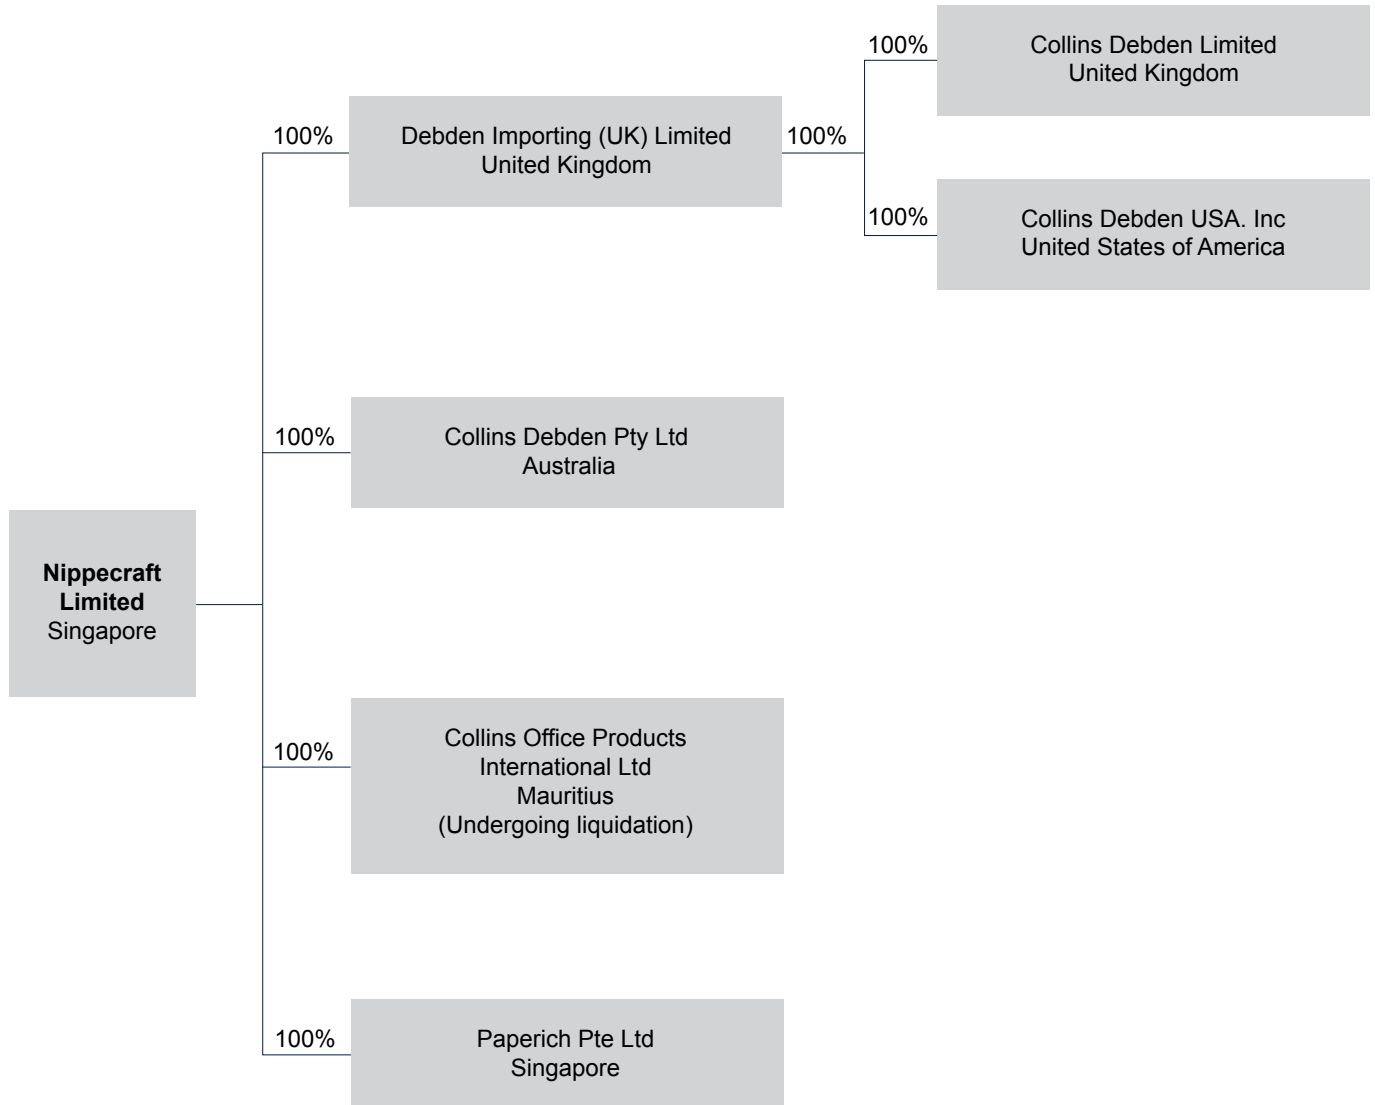 100%
Collins Debden Limited
United Kingdom
100%
Debden Importing (UK) Limited
United Kingdom
100%
100%
Collins Debden USA. Inc
United States of America
100%
Collins Debden Pty Ltd
Australia
Nippecraft
Limited
Singapore
100%
Collins Office Products
International Ltd
Mauritius
(Undergoing liquidation)
100%
Paperich Pte Ltd
Singapore